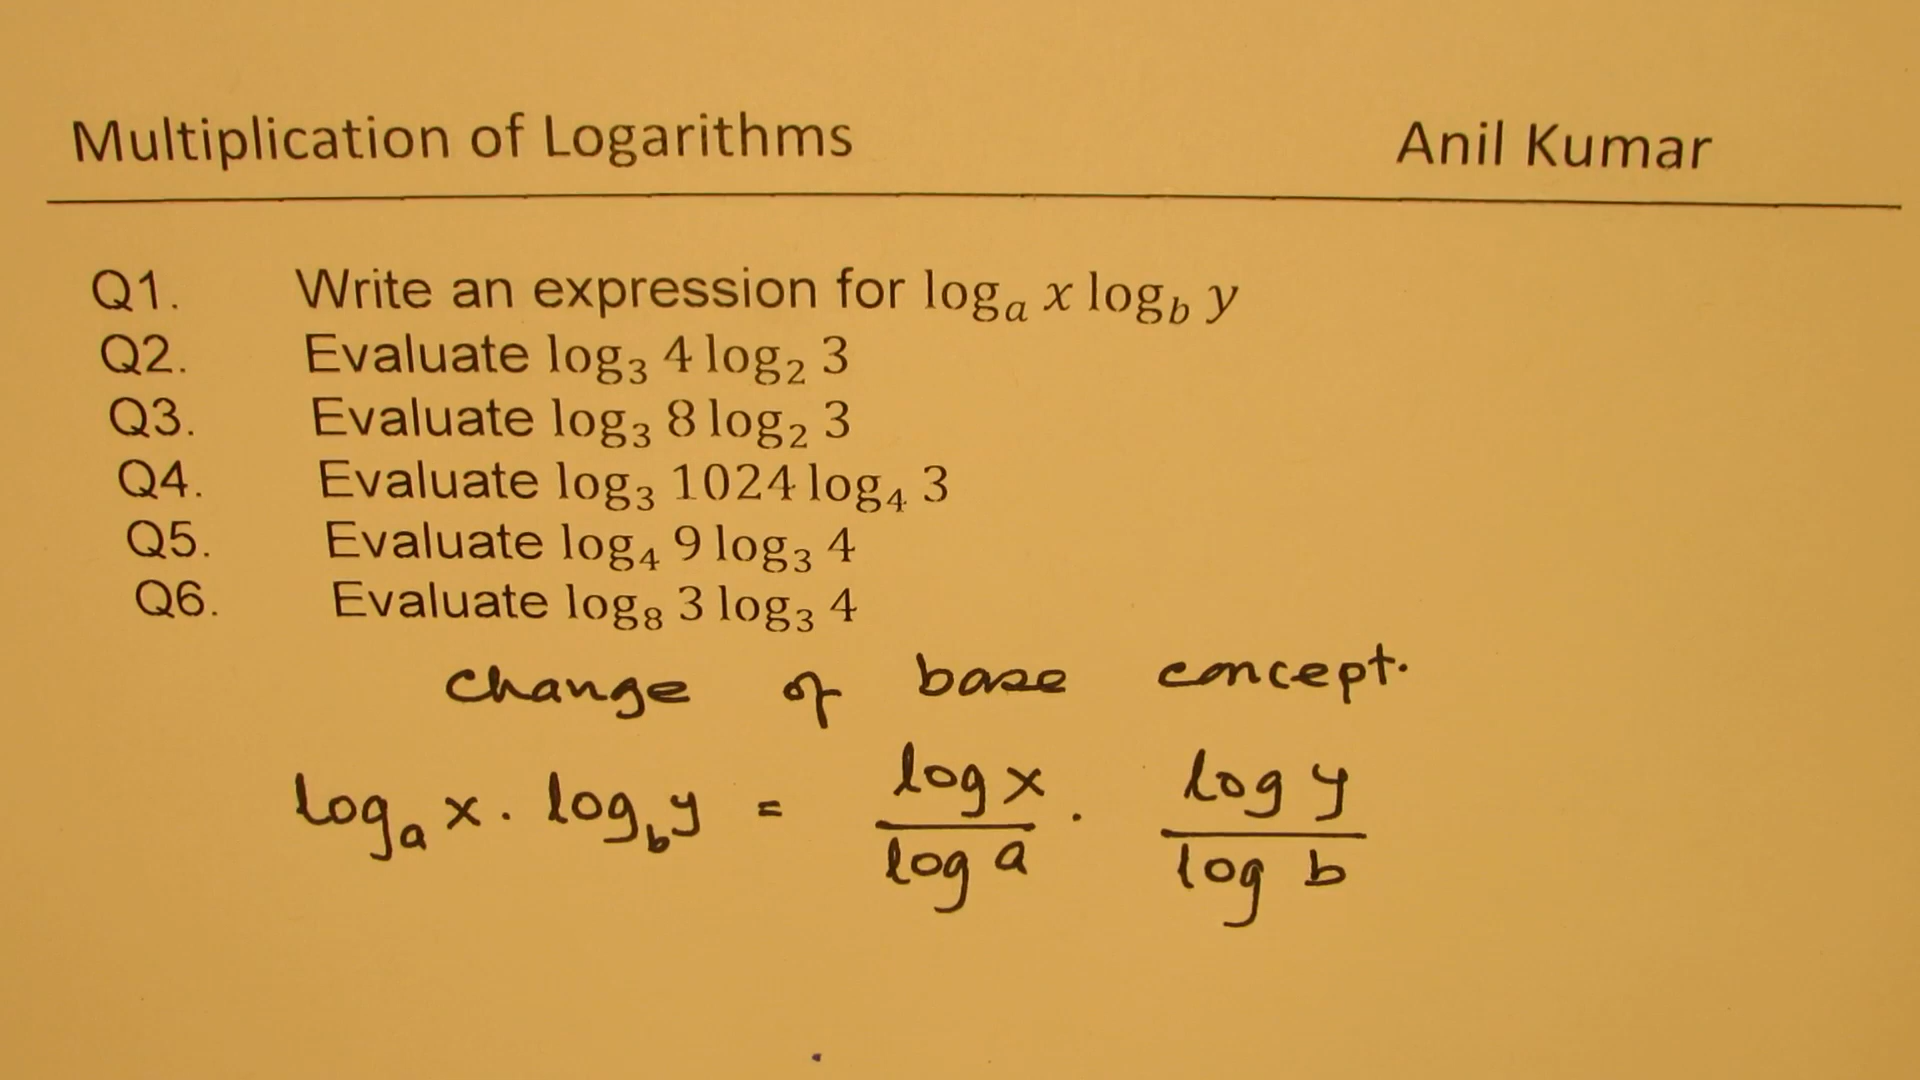 Multiplication of Logarithms Anil Kumar
Q1. Write an expression for logₐ x log_b y
Q2. Evaluate log₃ 4 log₂ 3
Q3. Evaluate log₃ 8 log₂ 3
Q4. Evaluate log₃ 1024 log₄ 3
Q5. Evaluate log₄ 9 log₃ 4
Q6. Evaluate log₈ 3 log₃ 4
change of base concept.
logₐ x . log_b y = log x / log a . log y / log b